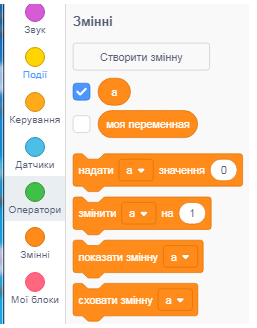 Звук
Події
Керування
Датчики
Оператори
Змінні
Мої блоки
Змінні
Створити змінну
a
моя переменная
надати a значення 0
змінити a на 1
показати змінну a
сховати змінну a